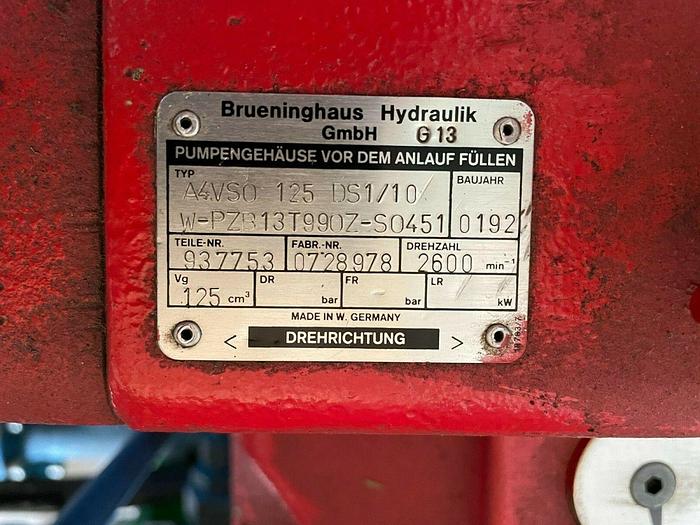 Brueninghaus Hydraulik
GmbH G13
PUMPENGEHÄUSE VOR DEM ANLAUF FÜLLEN
TYP BAUJAHR
A4VSO 125 DS1/10
W-PZB13T990Z-SO451 0192
TEILE-NR. FABR.-NR. DREHZAHL
937753 0728978 2600 min⁻¹
Vg DR FR LR
125 cm³ bar bar kW
MADE IN W. GERMANY
< DREHRICHTUNG >